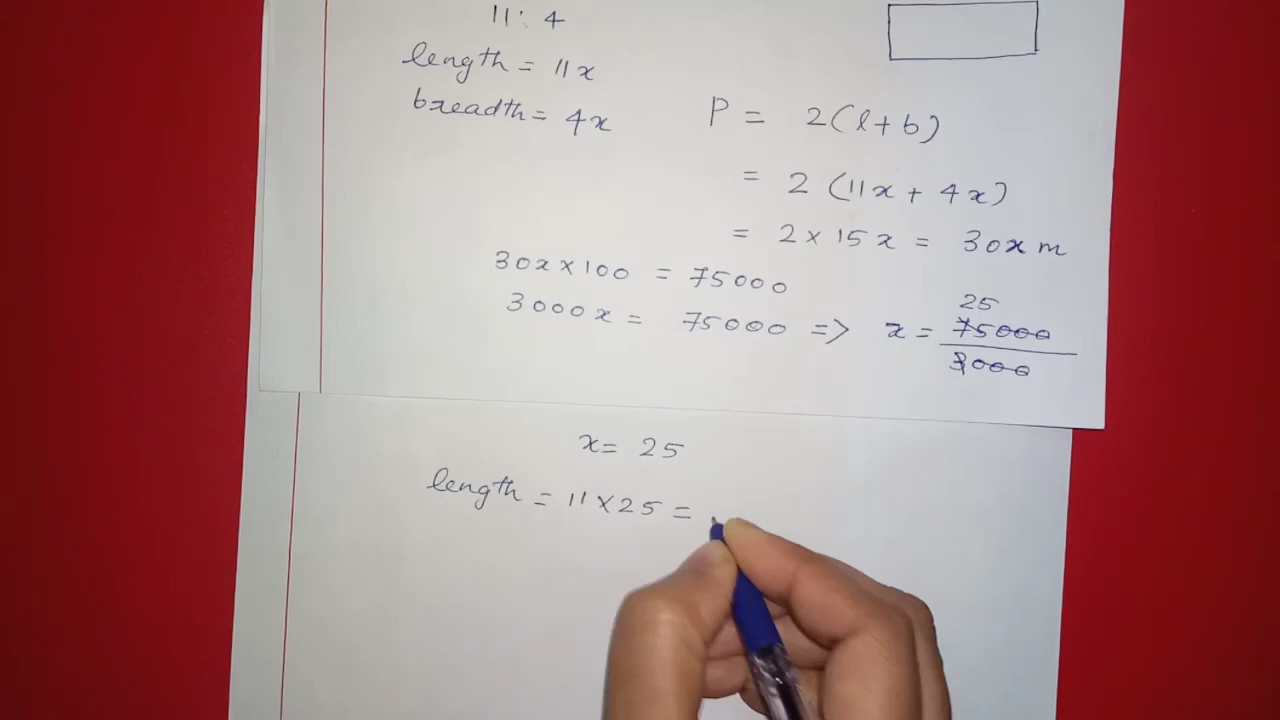 11 : 4
length = 11x
breadth = 4x
P = 2(l+b)
= 2 (11x + 4x)
= 2 × 15x = 30x m
30x × 100 = 75000
3000x = 75000 => x = 75000/3000
25
x = 25
length = 11 × 25 =